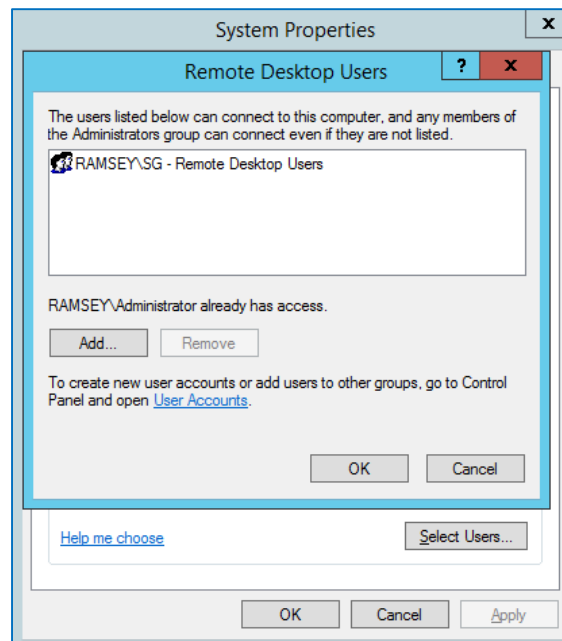 System Properties
x
Remote Desktop Users
?
x
The users listed below can connect to this computer, and any members of
the Administrators group can connect even if they are not listed.
RAMSEY\SG - Remote Desktop Users
RAMSEY\Administrator already has access.
Add...
Remove
To create new user accounts or add users to other groups, go to Control
Panel and open User Accounts.
OK
Cancel
Help me choose
Select Users...
OK
Cancel
Apply